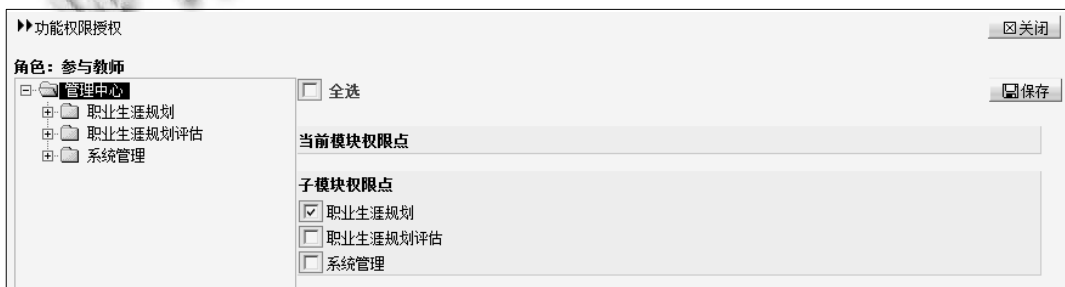 功能权限授权
关闭
角色：参与教师
管理中心
职业生涯规划
职业生涯规划评估
系统管理
全选
保存
当前模块权限点
子模块权限点
职业生涯规划
职业生涯规划评估
系统管理